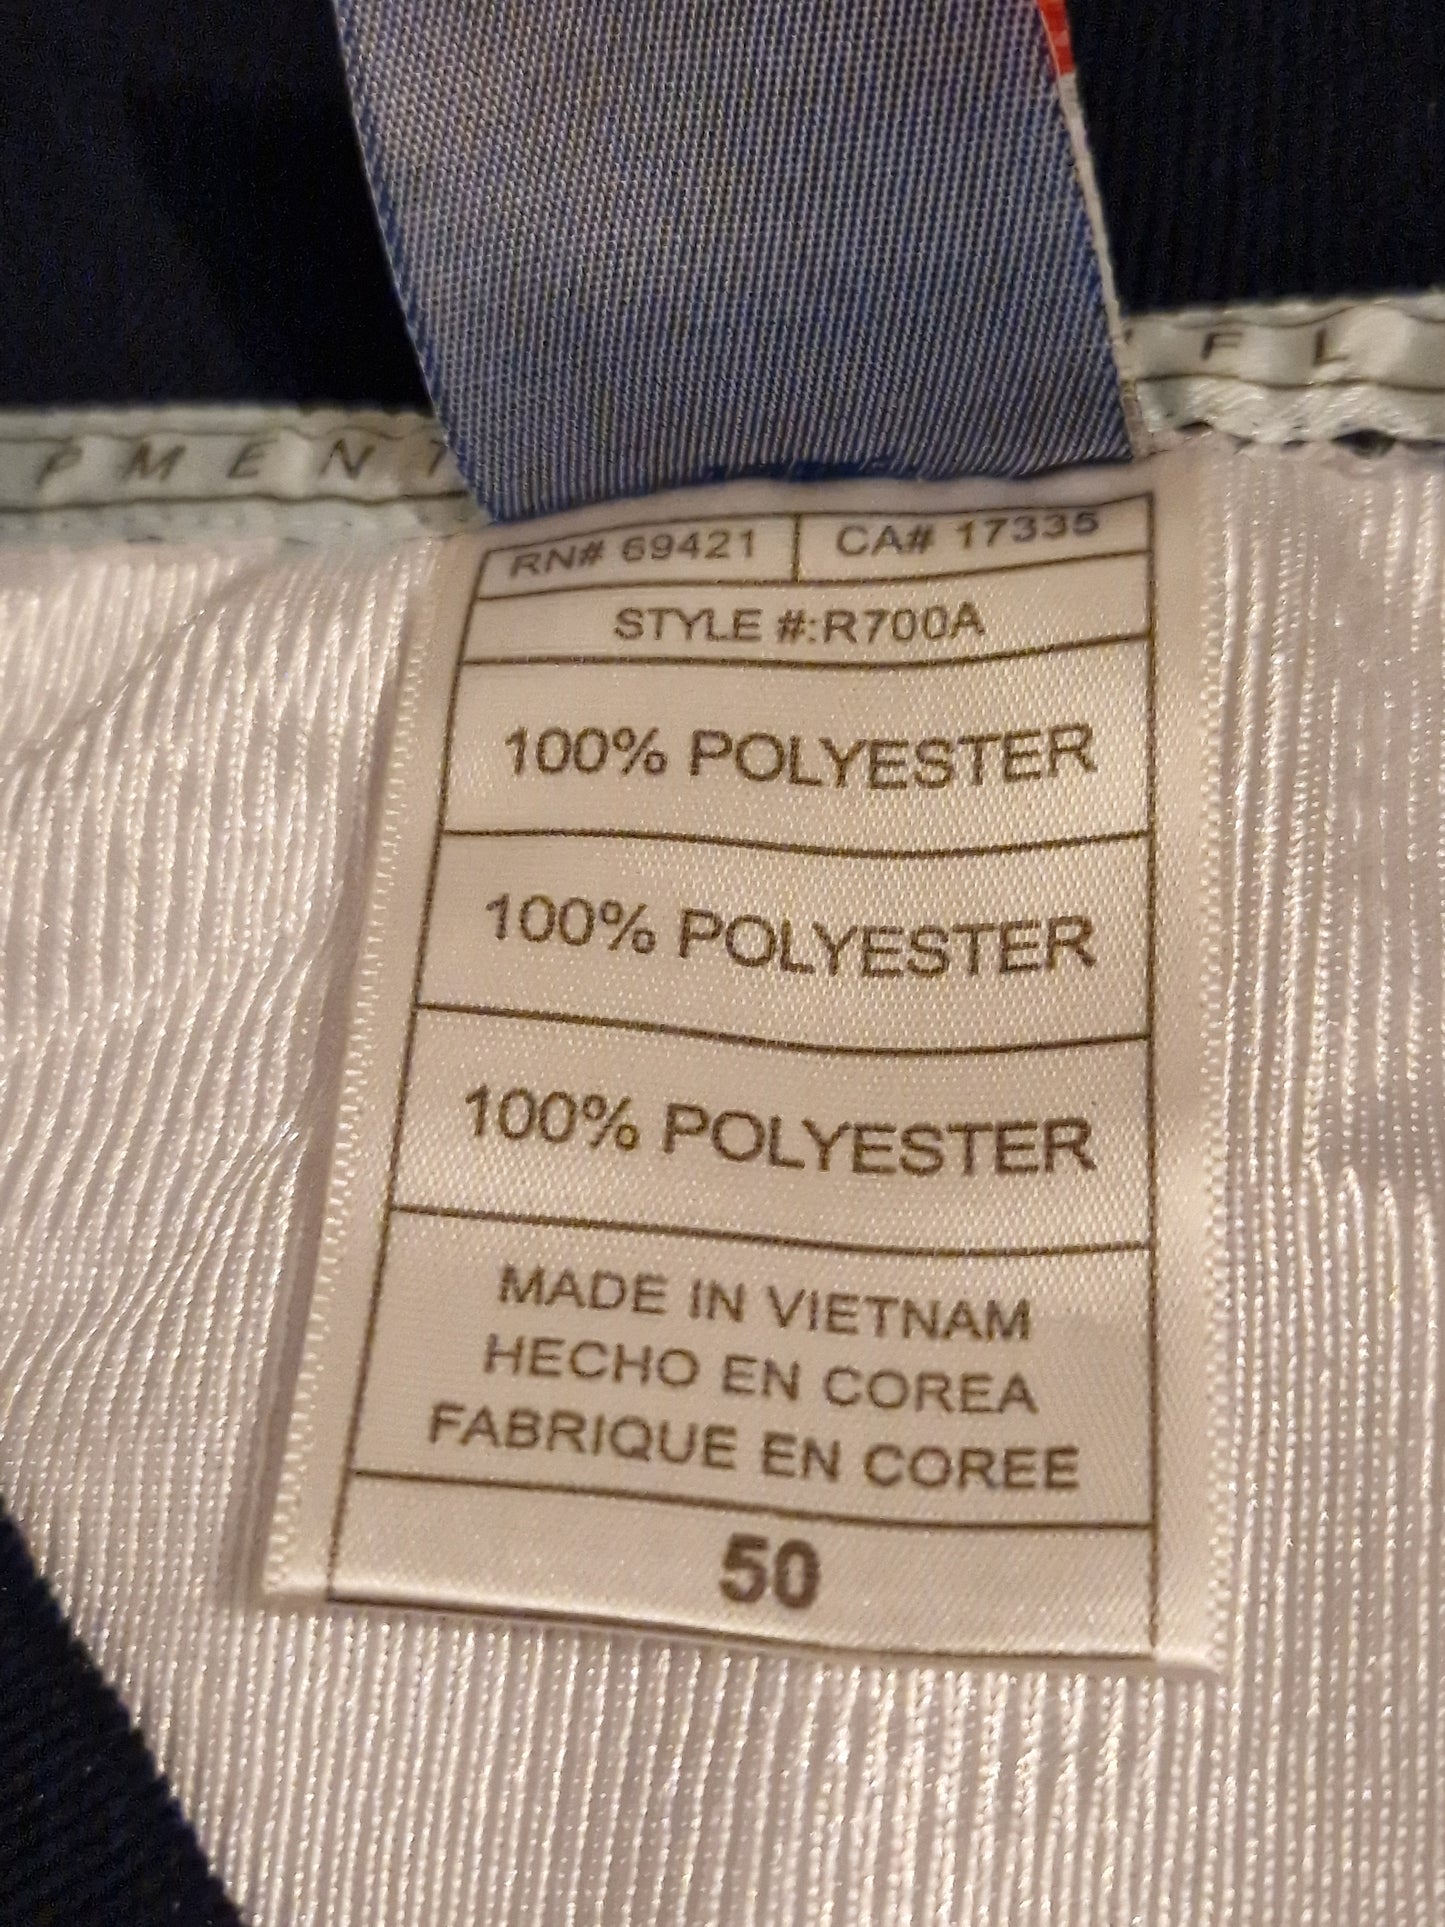 F L
PMENT
RN# 69421 CA# 17335
STYLE #:R700A
100% POLYESTER
100% POLYESTER
100% POLYESTER
MADE IN VIETNAM
HECHO EN COREA
FABRIQUE EN COREE
50